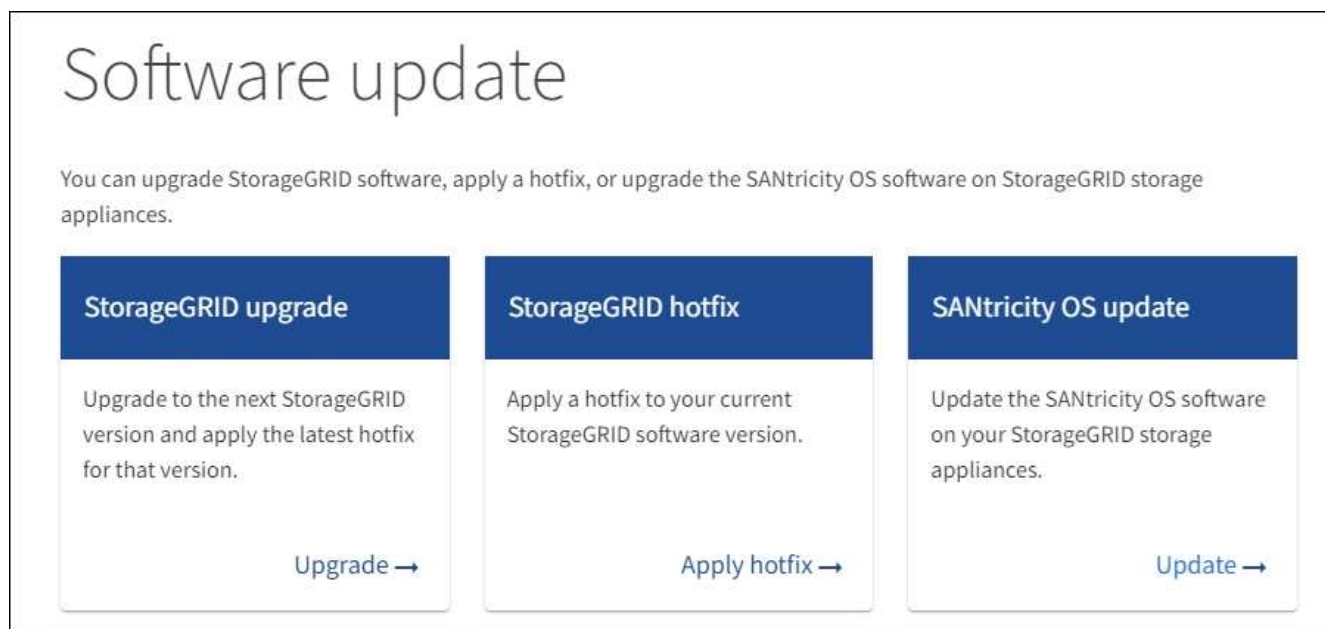 Software update
You can upgrade StorageGRID software, apply a hotfix, or upgrade the SANtricity OS software on StorageGRID storage
appliances.
StorageGRID upgrade
Upgrade to the next StorageGRID
version and apply the latest hotfix
for that version.
Upgrade →
StorageGRID hotfix
Apply a hotfix to your current
StorageGRID software version.
Apply hotfix →
SANtricity OS update
Update the SANtricity OS software
on your StorageGRID storage
appliances.
Update →